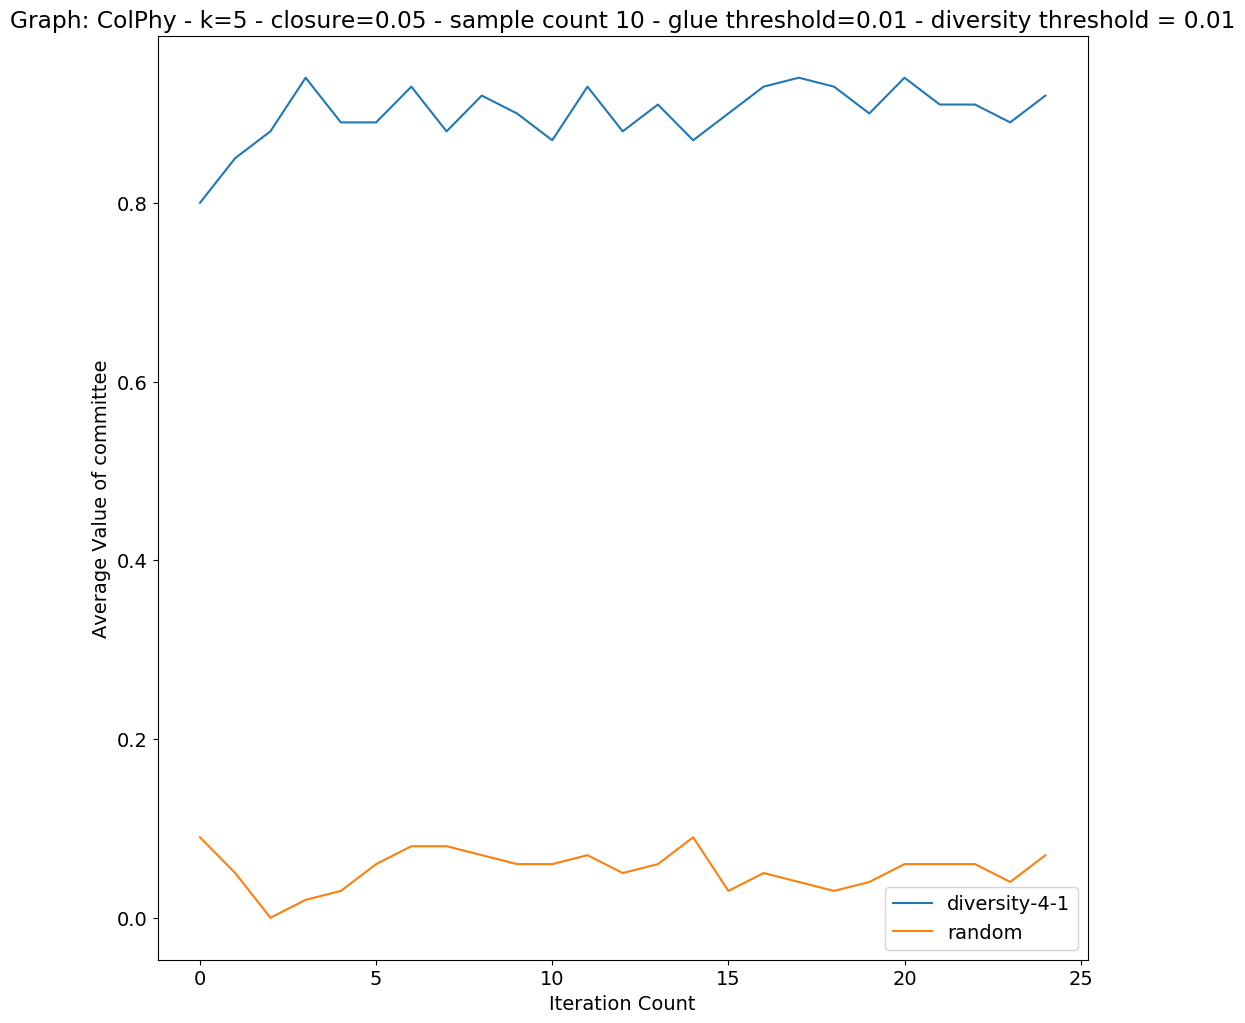 Graph: ColPhy - k=5 - closure=0.05 - sample count 10 - glue threshold=0.01 - diversity threshold = 0.01
Average Value of committee
0.8
0.6
0.4
0.2
0.0
diversity-4-1
random
0 5 10 15 20 25
Iteration Count